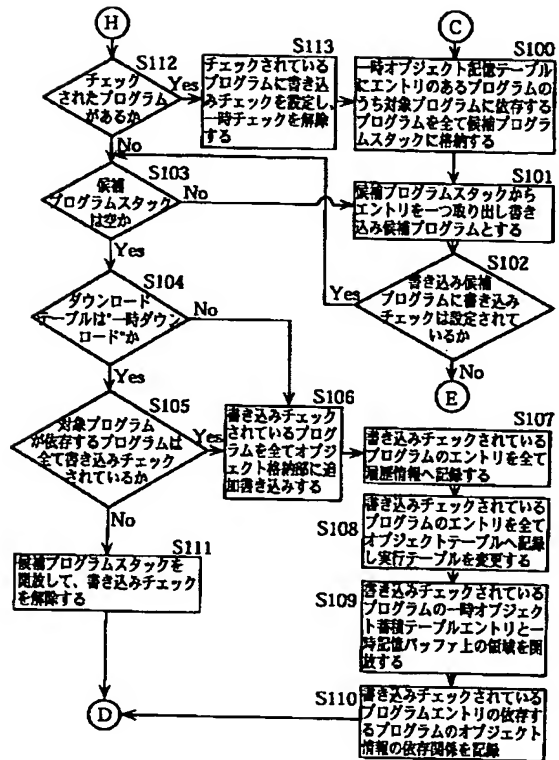 H
S112
チェック
されたプログラム
があるか
Yes
No
S113
チェックされている
プログラムに書き込
みチェックを設定し、
一時チェックを解除
する
C
S100
一時オブジェクト記憶テーブル
にエントリのあるプログラムの
うち対象プログラムに依存する
プログラムを全て候補プログラ
ムスタックに格納する
S103
候補
プログラムスタック
は空か
No
Yes
S101
候補プログラムスタックから
エントリを一つ取り出し書き
込み候補プログラムとする
S102
書き込み候補
プログラムに書き込み
チェックは設定されて
いるか
Yes
No
E
S104
ダウンロード
テーブルは"一時ダウン
ロード"か
No
Yes
S105
対象プログラム
が依存するプログラムは
全て書き込みチェック
されているか
Yes
No
S106
書き込みチェック
されているプログ
ラムを全てオブジ
ェクト格納部に追
加書き込みする
S107
書き込みチェックされている
プログラムのエントリを全て
履歴情報へ記録する
S108
書き込みチェックされている
プログラムのエントリを全て
オブジェクトテーブルへ記録
し実行テーブルを変更する
S109
書き込みチェックされている
プログラムの一時オブジェク
ト蓄積テーブルエントリと一
時記憶バッファ上の領域を開
放する
S110
書き込みチェックされている
プログラムエントリの依存す
るプログラムのオブジェクト
情報の依存関係を記録
S111
候補プログラムスタックを
開放して、書き込みチェック
を解除する
D